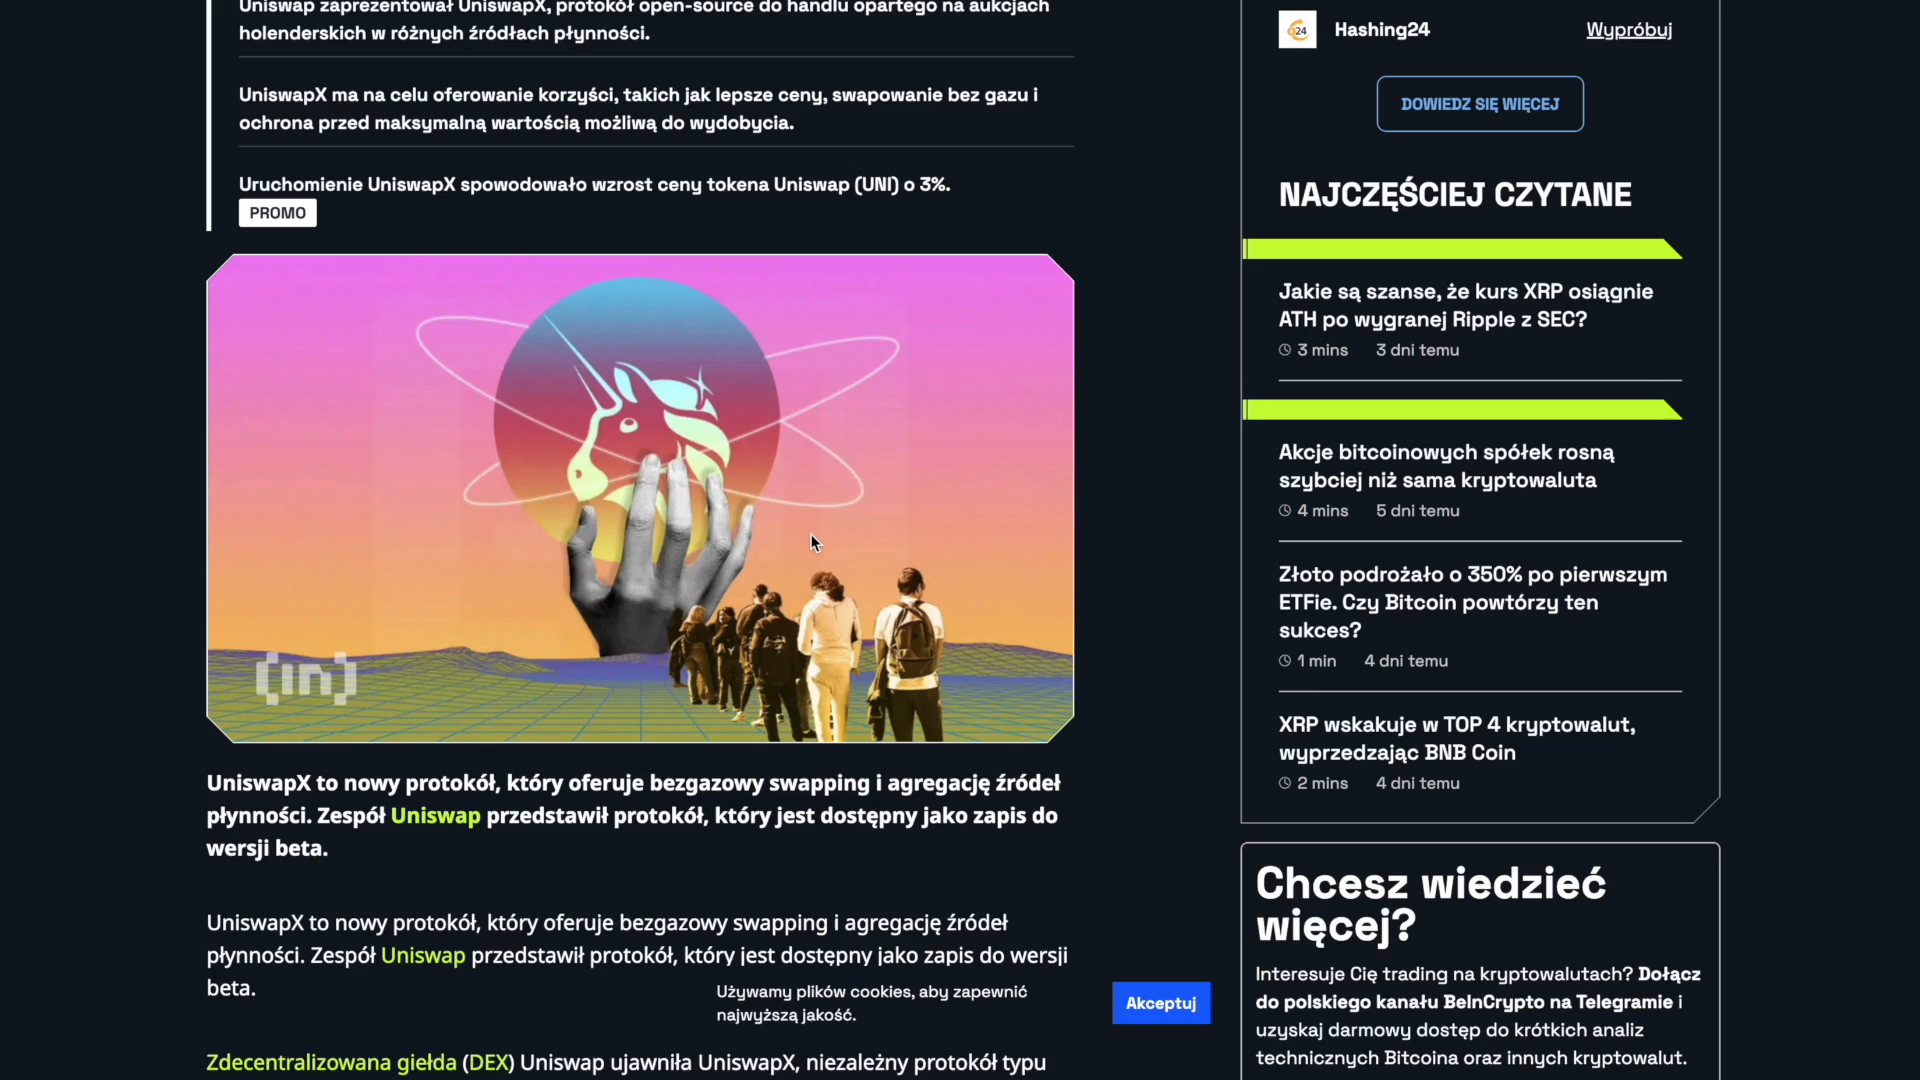 Uniswap zaprezentował UniswapX, protokół open-source do handlu opartego na aukcjach
holenderskich w różnych źródłach płynności.
UniswapX ma na celu oferowanie korzyści, takich jak lepsze ceny, swapowanie bez gazu i
ochrona przed maksymalną wartością możliwą do wydobycia.
Uruchomienie UniswapX spowodowało wzrost ceny tokena Uniswap (UNI) o 3%.
PROMO
[in]
UniswapX to nowy protokół, który oferuje bezgazowy swapping i agregację źródeł
płynności. Zespół Uniswap przedstawił protokół, który jest dostępny jako zapis do
wersji beta.
UniswapX to nowy protokół, który oferuje bezgazowy swapping i agregację źródeł
płynności. Zespół Uniswap przedstawił protokół, który jest dostępny jako zapis do wersji
beta.
Zdecentralizowana giełda (DEX) Uniswap ujawniła UniswapX, niezależny protokół typu
Używamy plików cookies, aby zapewnić
najwyższą jakość.
Akceptuj
24
Hashing24
Wypróbuj
DOWIEDZ SIĘ WIĘCEJ
NAJCZĘŚCIEJ CZYTANE
Jakie są szanse, że kurs XRP osiągnie
ATH po wygranej Ripple z SEC?
3 mins 3 dni temu
Akcje bitcoinowych spółek rosną
szybciej niż sama kryptowaluta
4 mins 5 dni temu
Złoto podrożało o 350% po pierwszym
ETFie. Czy Bitcoin powtórzy ten
sukces?
1 min 4 dni temu
XRP wskakuje w TOP 4 kryptowalut,
wyprzedzając BNB Coin
2 mins 4 dni temu
Chcesz wiedzieć
więcej?
Interesuje Cię trading na kryptowalutach? Dołącz
do polskiego kanału BeInCrypto na Telegramie i
uzyskaj darmowy dostęp do krótkich analiz
technicznych Bitcoina oraz innych kryptowalut.